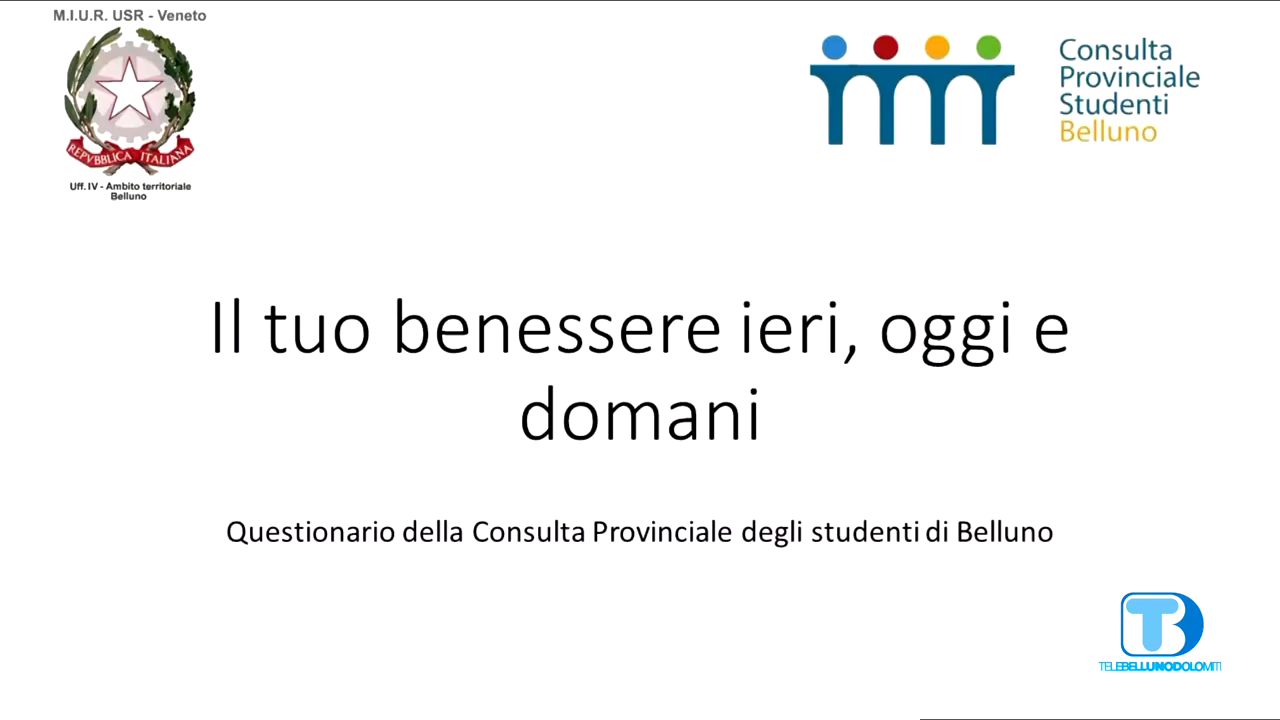 M.I.U.R. USR - Veneto
REPVBBLICA ITALIANA
Uff. IV - Ambito territoriale
Belluno
Consulta
Provinciale
Studenti
Belluno
Il tuo benessere ieri, oggi e
domani
Questionario della Consulta Provinciale degli studenti di Belluno
TB
TELEBELLUNODOLOMITI